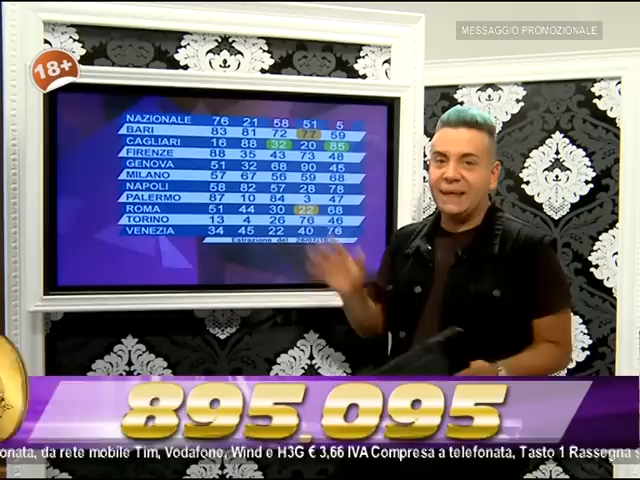 MESSAGGIO PROMOZIONALE
18+
NAZIONALE 76 21 58 51 5
BARI 83 81 72 77 59
CAGLIARI 16 88 32 20 85
FIRENZE 88 35 43 73 48
GENOVA 51 32 68 90 45
MILANO 57 67 56 59 68
NAPOLI 58 82 57 28 78
PALERMO 87 10 84 3 47
ROMA 51 44 30 22 68
TORINO 13 4 26 76 46
VENEZIA 34 45 22 40 76
Estrazione del
895.095
onata, da rete mobile Tim, Vodafone, Wind e H3G € 3,66 IVA Compresa a telefonata, Tasto 1 Rassegna s